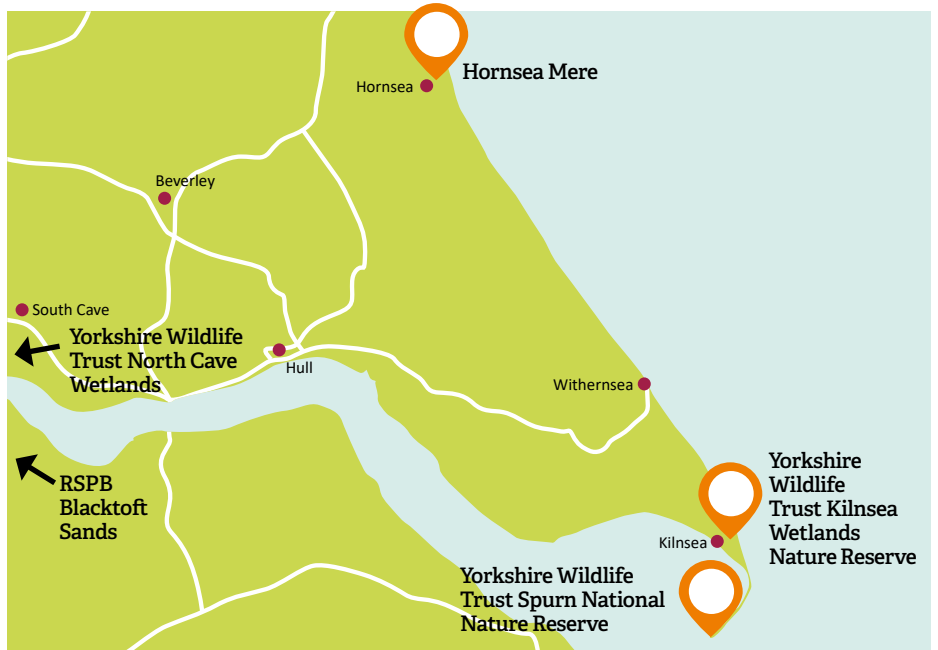 Hornsea Mere
Hornsea
Beverley
South Cave
Yorkshire Wildlife
Trust North Cave
Wetlands
Hull
Withernsea
RSPB
Blacktoft
Sands
Yorkshire
Wildlife
Trust Kilnsea
Wetlands
Nature Reserve
Kilnsea
Yorkshire Wildlife
Trust Spurn National
Nature Reserve